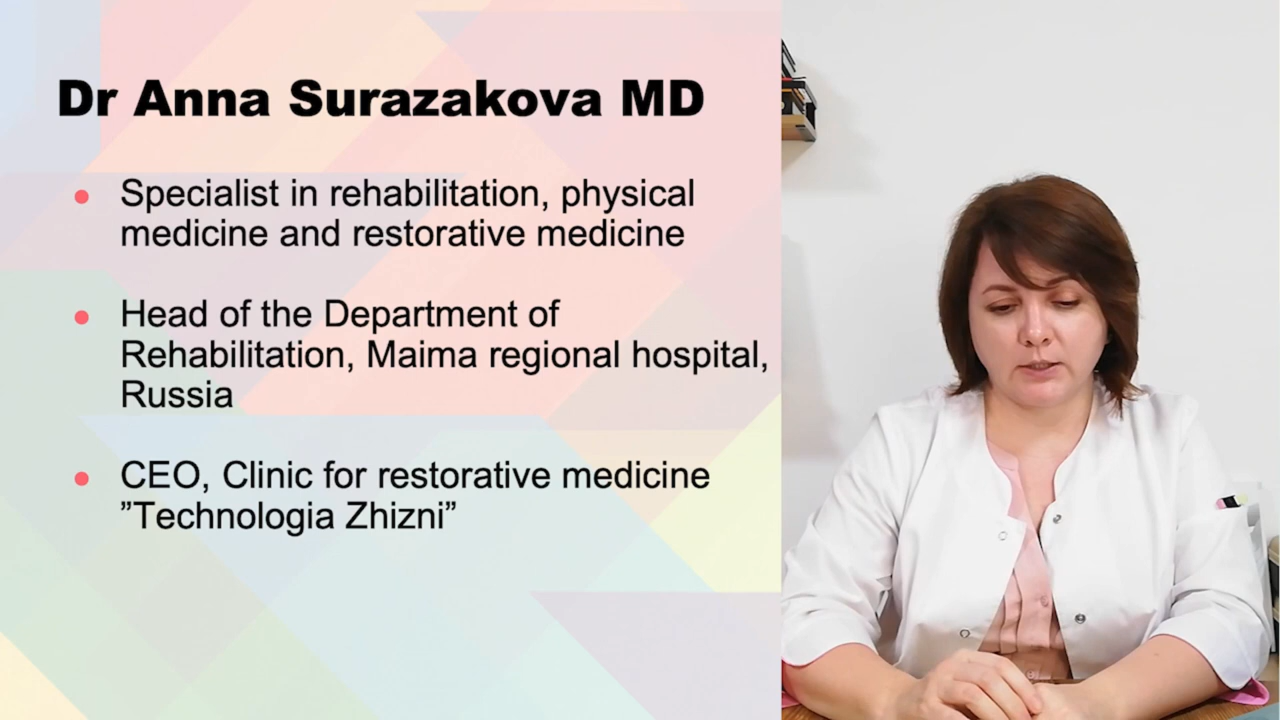 Dr Anna Surazakova MD
• Specialist in rehabilitation, physical
medicine and restorative medicine
• Head of the Department of
Rehabilitation, Maima regional hospital,
Russia
• CEO, Clinic for restorative medicine
”Technologia Zhizni”